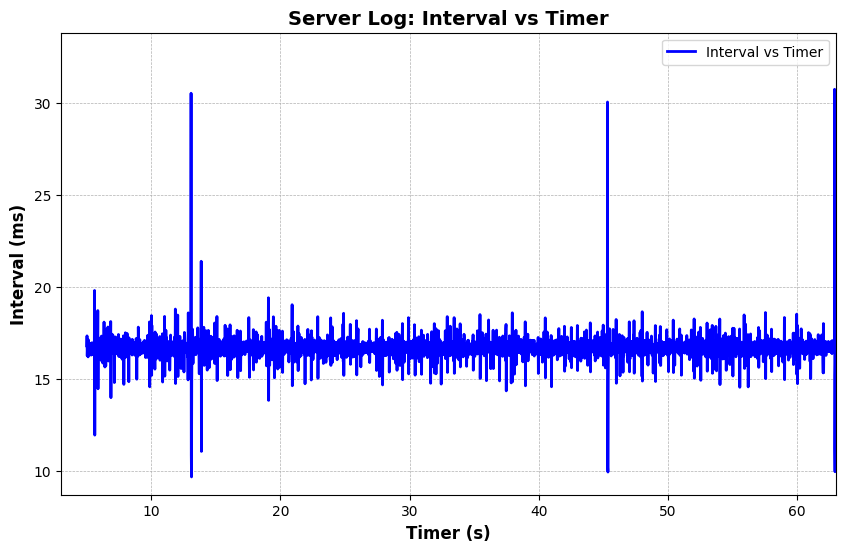 Server Log: Interval vs Timer
Interval vs Timer
Interval (ms)
30
25
20
15
10
10 20 30 40 50 60
Timer (s)